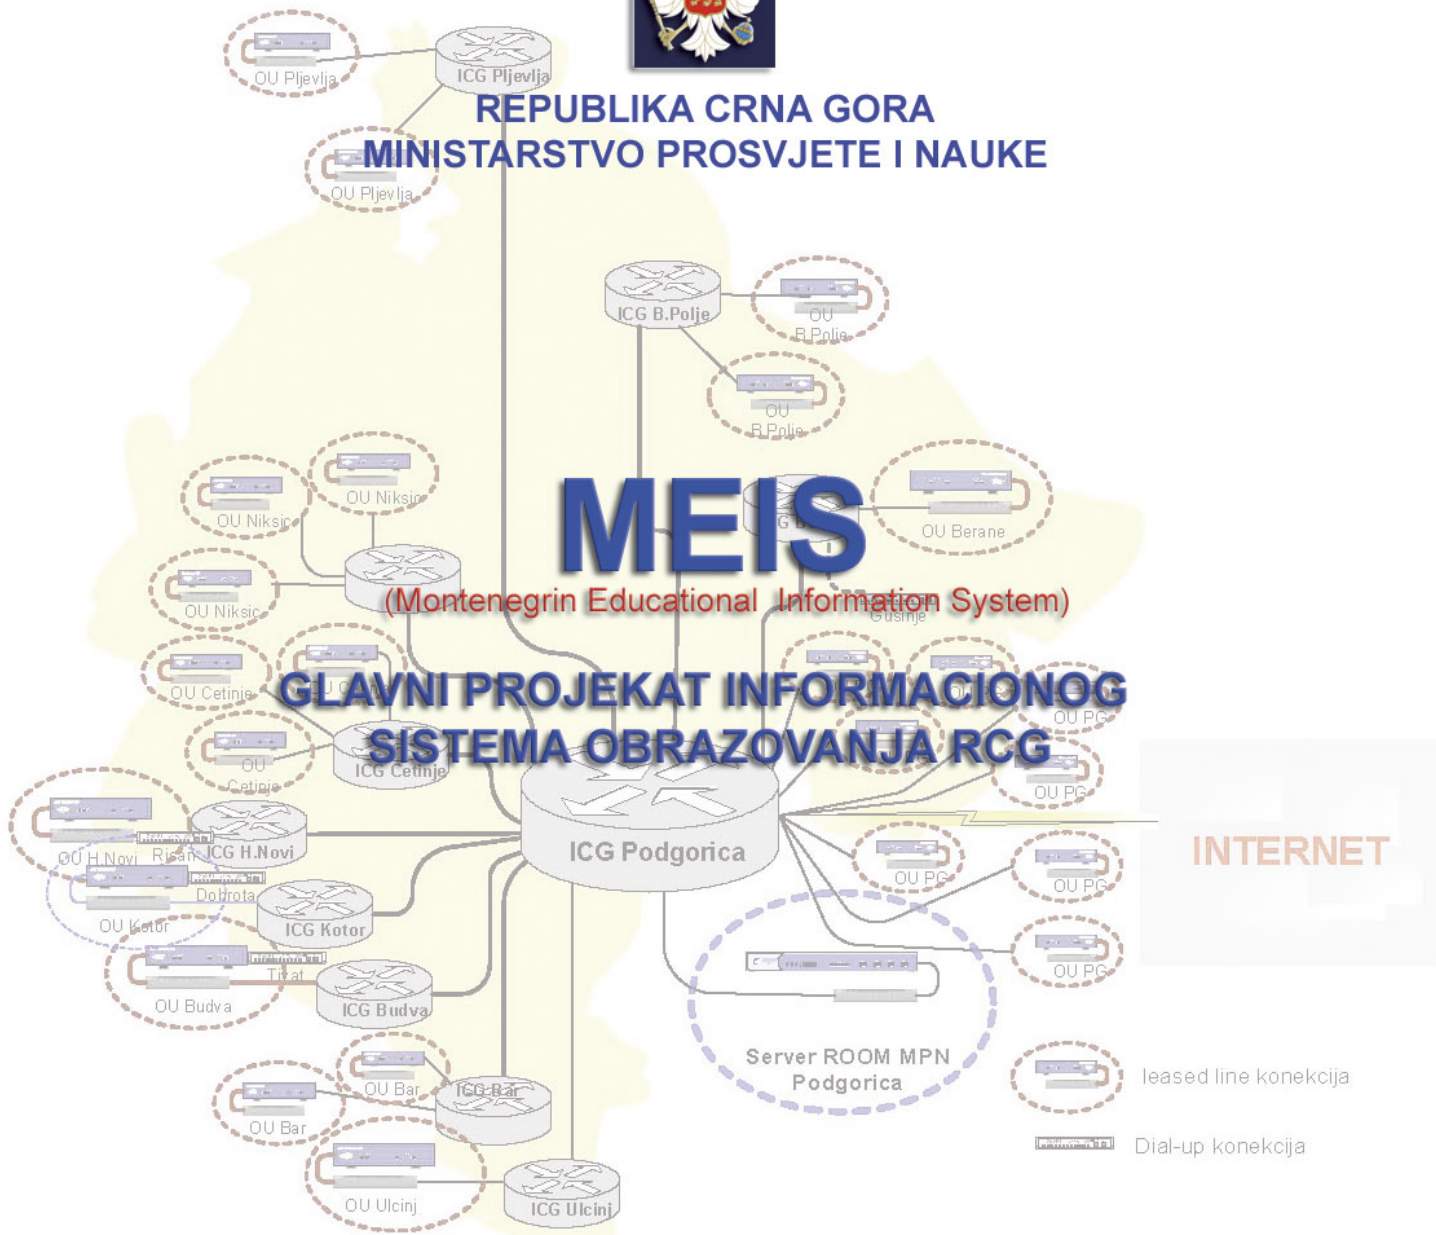 OU Pljevlja
ICG Pljevlja
REPUBLIKA CRNA GORA
MINISTARSTVO PROSVJETE I NAUKE
OU Pljevlja
ICG B.Polje
OU
B.Polje
OU
B.Polje
OU Niksic
OU Niksic
MEIS
OU Berane
OU Niksic
(Montenegrin Educational Information System)
Gusinje
OU Cetinje
GLAVNI PROJEKAT INFORMACIONOG
OU PG
SISTEMA OBRAZOVANJA RCG
OU
Cetinje
ICG Cetinje
OU PG
OU H.Novi
Risan
ICG H.Novi
ICG Podgorica
INTERNET
OU PG
OU PG
Dobrota
OU Kotor
ICG Kotor
Tivat
OU PG
OU Budva
ICG Budva
Server ROOM MPN
Podgorica
leased line konekcija
OU Bar
ICG Bar
OU Bar
Dial-up konekcija
OU Ulcinj
ICG Ulcinj